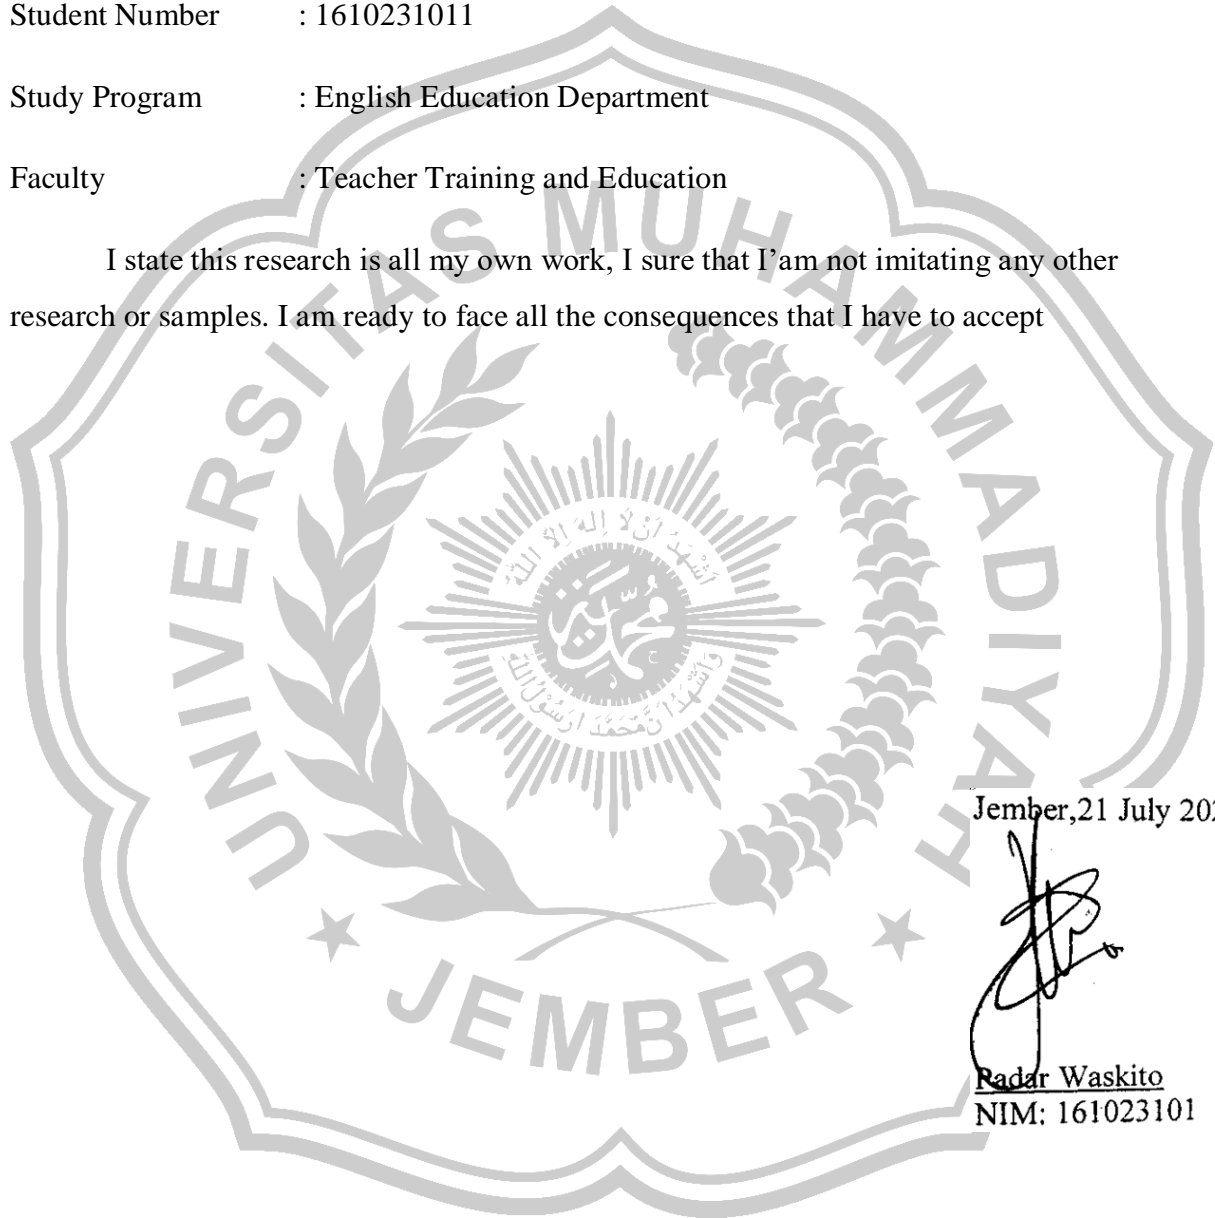 Student Number : 1610231011
Study Program : English Education Department
Faculty : Teacher Training and Education
I state this research is all my own work, I sure that I’am not imitating any other
research or samples. I am ready to face all the consequences that I have to accept
UNIVERSITAS MUHAMMADIYAH
JEMBER
Jember,21 July 202
Radar Waskito
NIM: 161023101